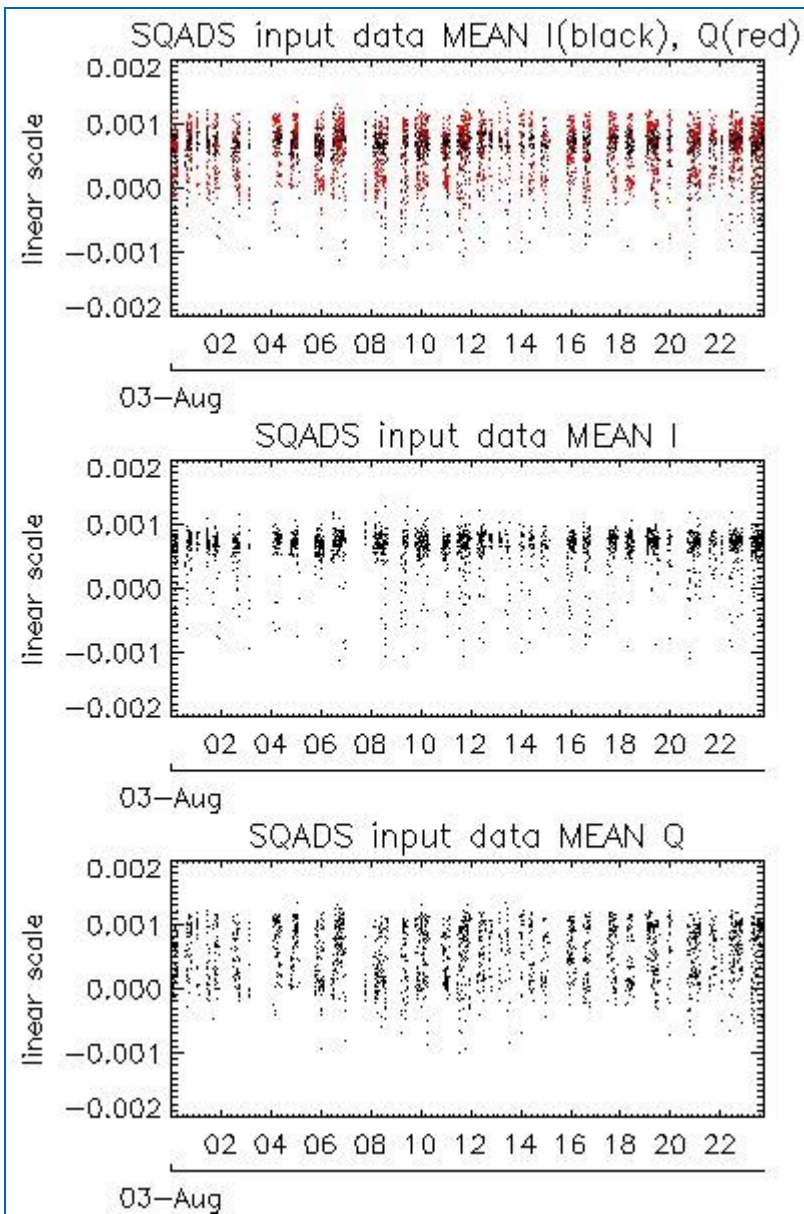 SQADS input data MEAN I(black), Q(red)
0.002
0.001
0.000
-0.001
-0.002
linear scale
02 04 06 08 10 12 14 16 18 20 22
03-Aug
SQADS input data MEAN I
0.002
0.001
0.000
-0.001
-0.002
linear scale
02 04 06 08 10 12 14 16 18 20 22
03-Aug
SQADS input data MEAN Q
0.002
0.001
0.000
-0.001
-0.002
linear scale
02 04 06 08 10 12 14 16 18 20 22
03-Aug